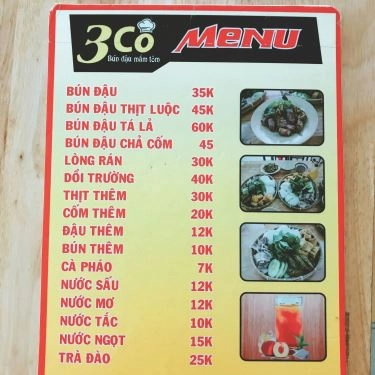 3Cô MENU
Bún đậu mắm tôm
BÚN ĐẬU 35K
BÚN ĐẬU THỊT LUỘC 45K
BÚN ĐẬU TÁ LẢ 60K
BÚN ĐẬU CHẢ CỐM 45
LÒNG RÁN 30K
DỒI TRƯỜNG 40K
THỊT THÊM 30K
CỐM THÊM 20K
ĐẬU THÊM 12K
BÚN THÊM 10K
CÀ PHÁO 7K
NƯỚC SẤU 12K
NƯỚC MƠ 12K
NƯỚC TẮC 10K
NƯỚC NGỌT 15K
TRÀ ĐÀO 25K